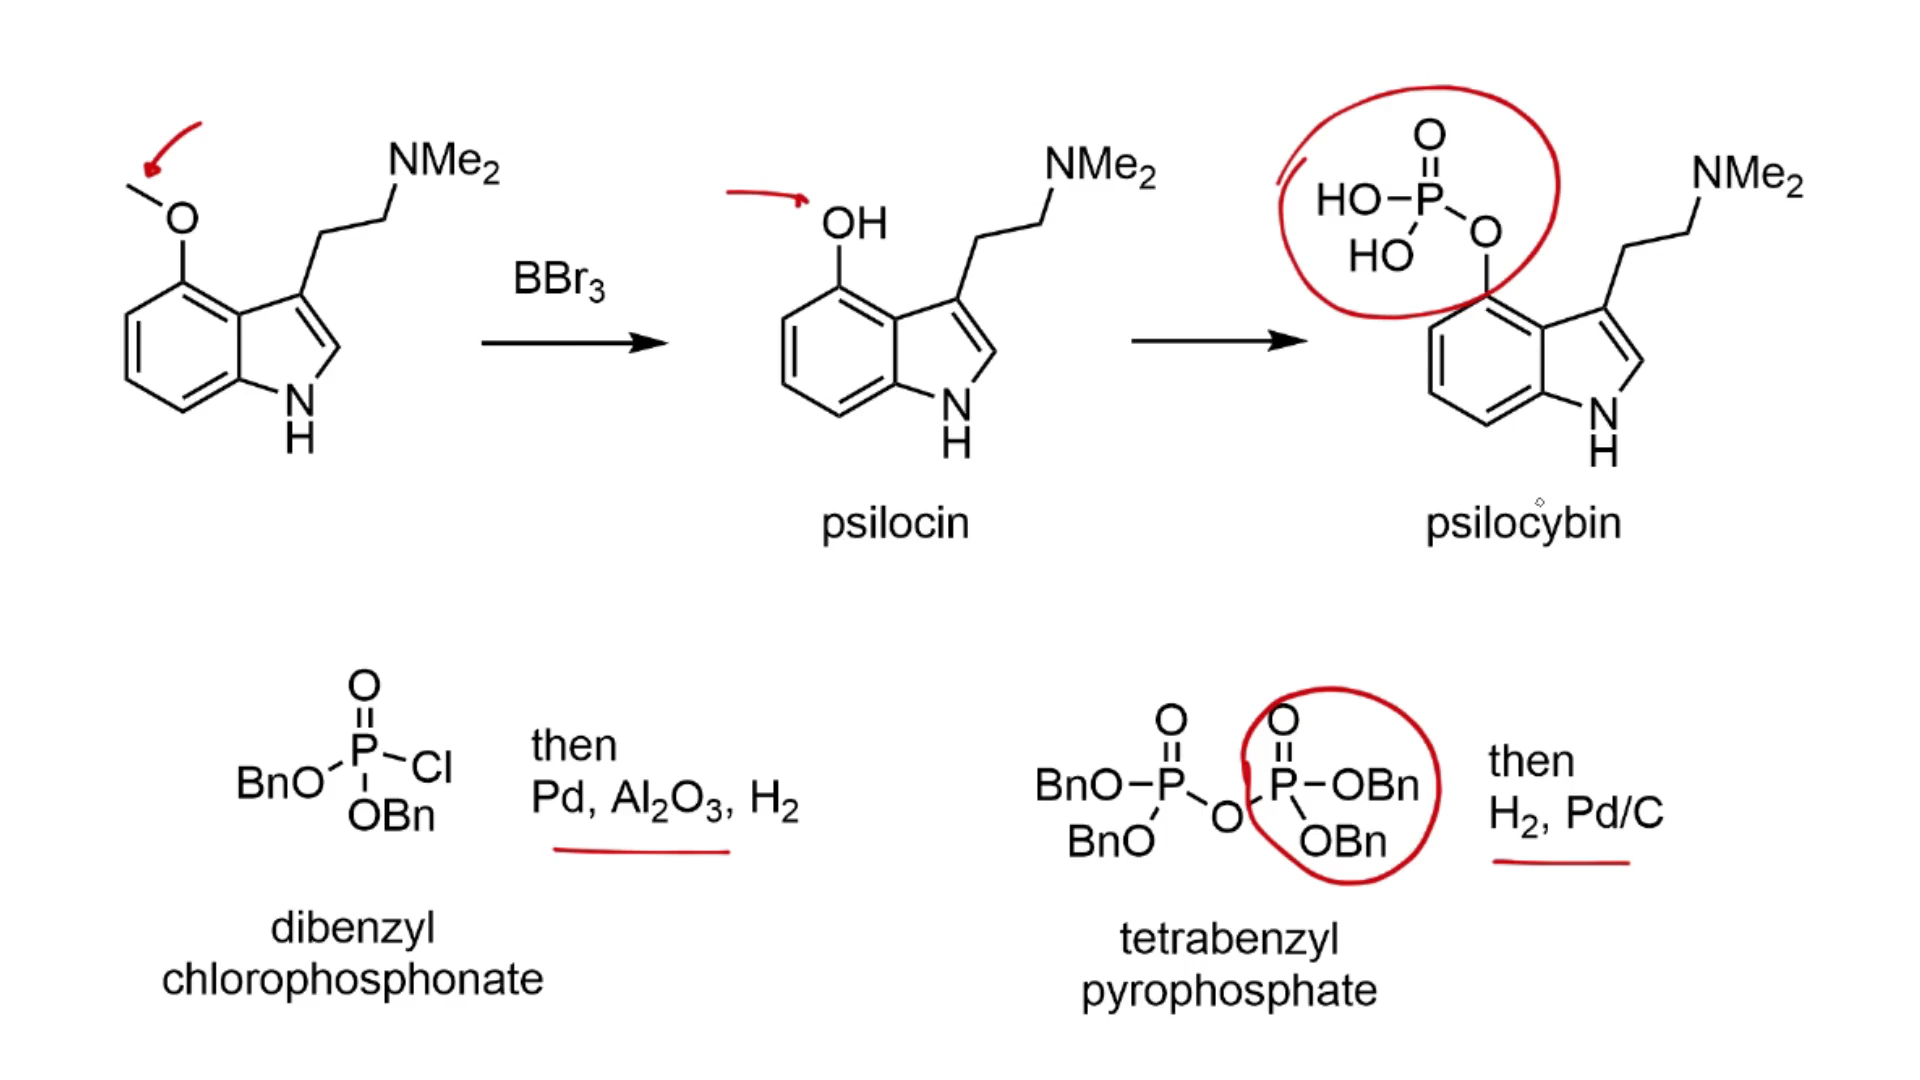 NMe2
O
BBr3
N
H
NMe2
OH
N
H
psilocin
O
HO P
HO O
NMe2
N
H
psilocybin
O
BnO P Cl
OBn
then
Pd, Al2O3, H2
dibenzyl
chlorophosphonate
O O
BnO P O P OBn
BnO OBn
then
H2, Pd/C
tetrabenzyl
pyrophosphate